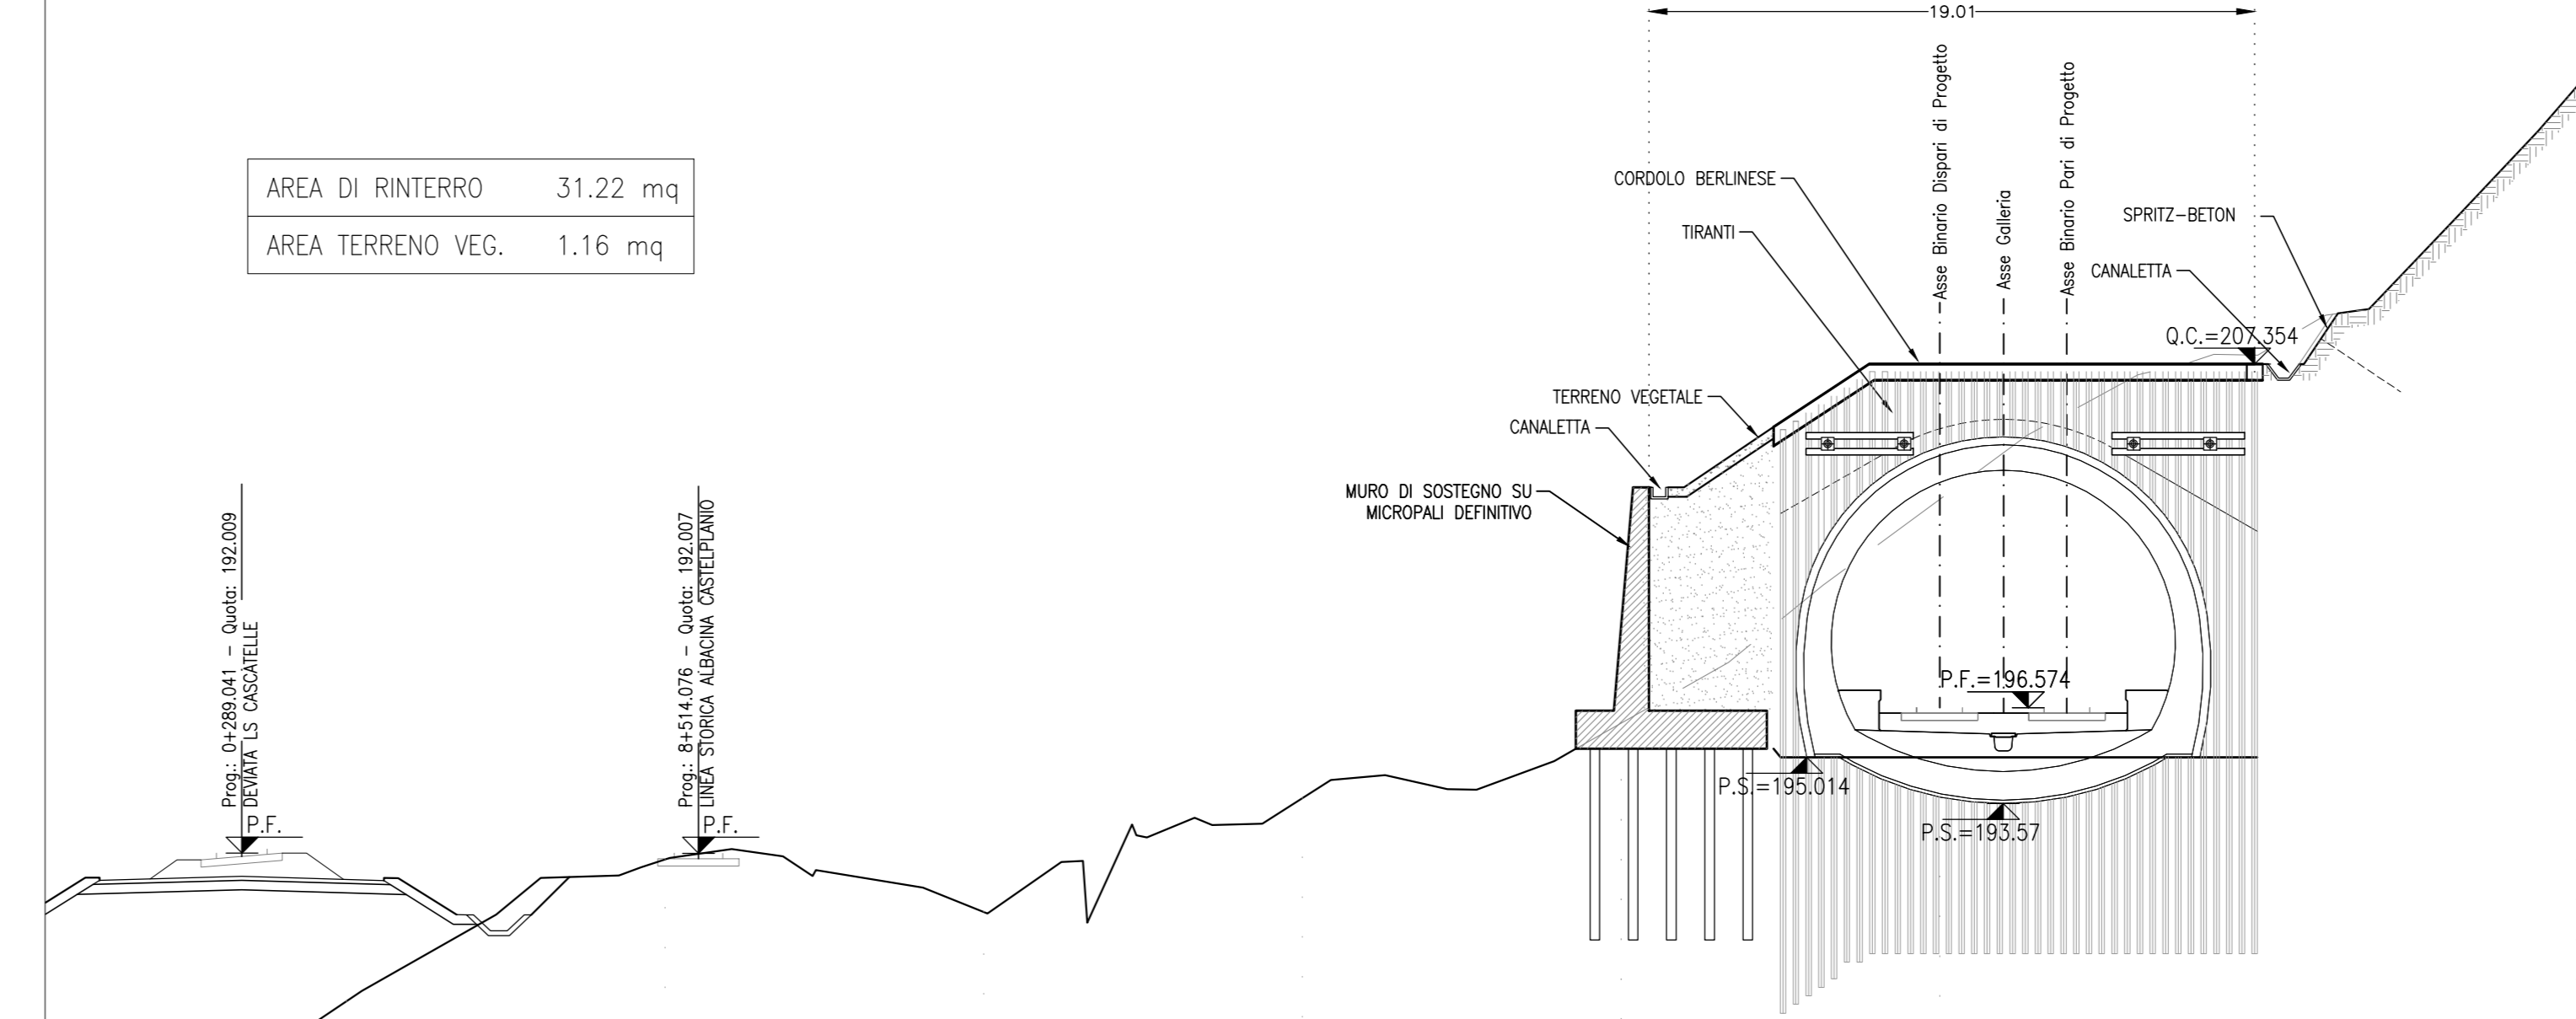 19.01
Asse Binario Dispari di Progetto
Asse Galleria
Asse Binario Pari di Progetto
AREA DI RINTERRO 31.22 mq
AREA TERRENO VEG. 1.16 mq
CORDOLO BERLINESE
TIRANTI
SPRITZ-BETON
CANALETTA
Q.C.=207.354
TERRENO VEGETALE
CANALETTA
MURO DI SOSTEGNO SU
MICROPALI DEFINITIVO
Prog.: 0+289.041 - Quota: 192.009
DEVIATA LS CASCATELLE
Prog.: 8+514.076 - Quota: 192.007
LINEA STORICA ALBACINA CASTELPLANIO
P.F.=196.574
P.S.=195.014
P.F.
P.F.
P.S.=193.57